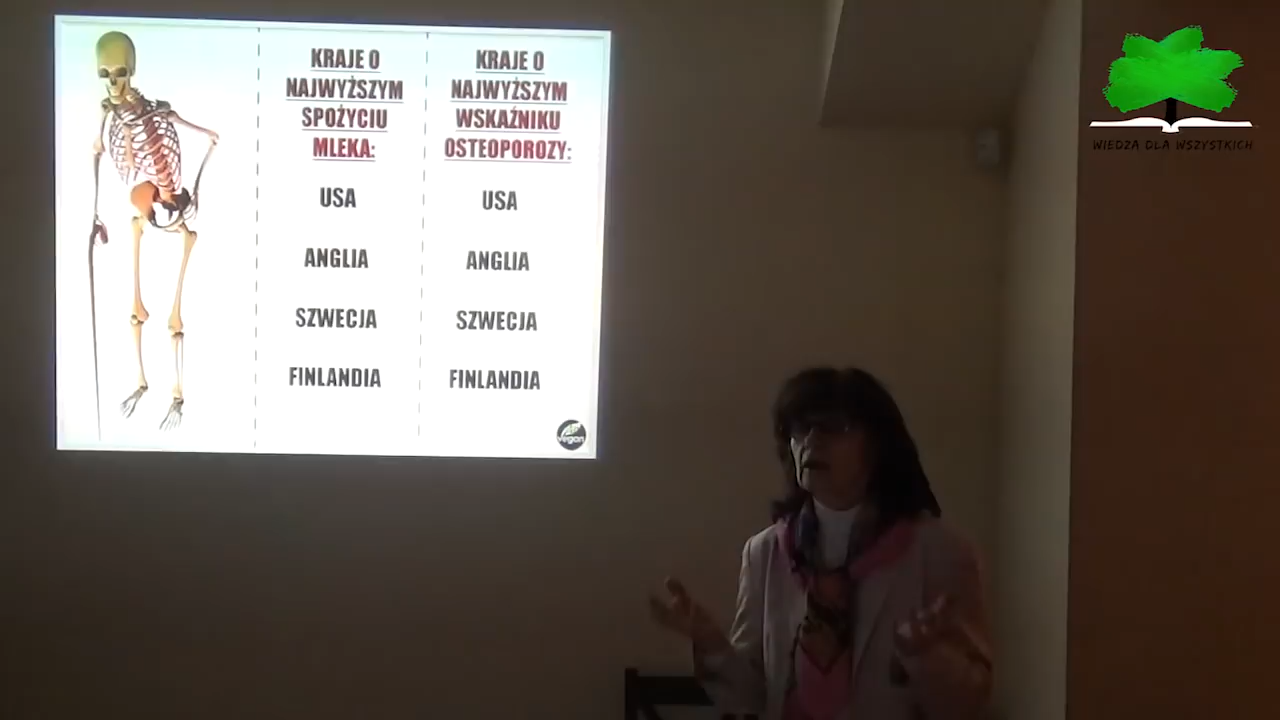 KRAJE O
NAJWYŻSZYM
SPOŻYCIU
MLEKA:
USA
ANGLIA
SZWECJA
FINLANDIA
KRAJE O
NAJWYŻSZYM
WSKAŹNIKU
OSTEOPOROZY:
USA
ANGLIA
SZWECJA
FINLANDIA
vegan
WIEDZA DLA WSZYSTKICH